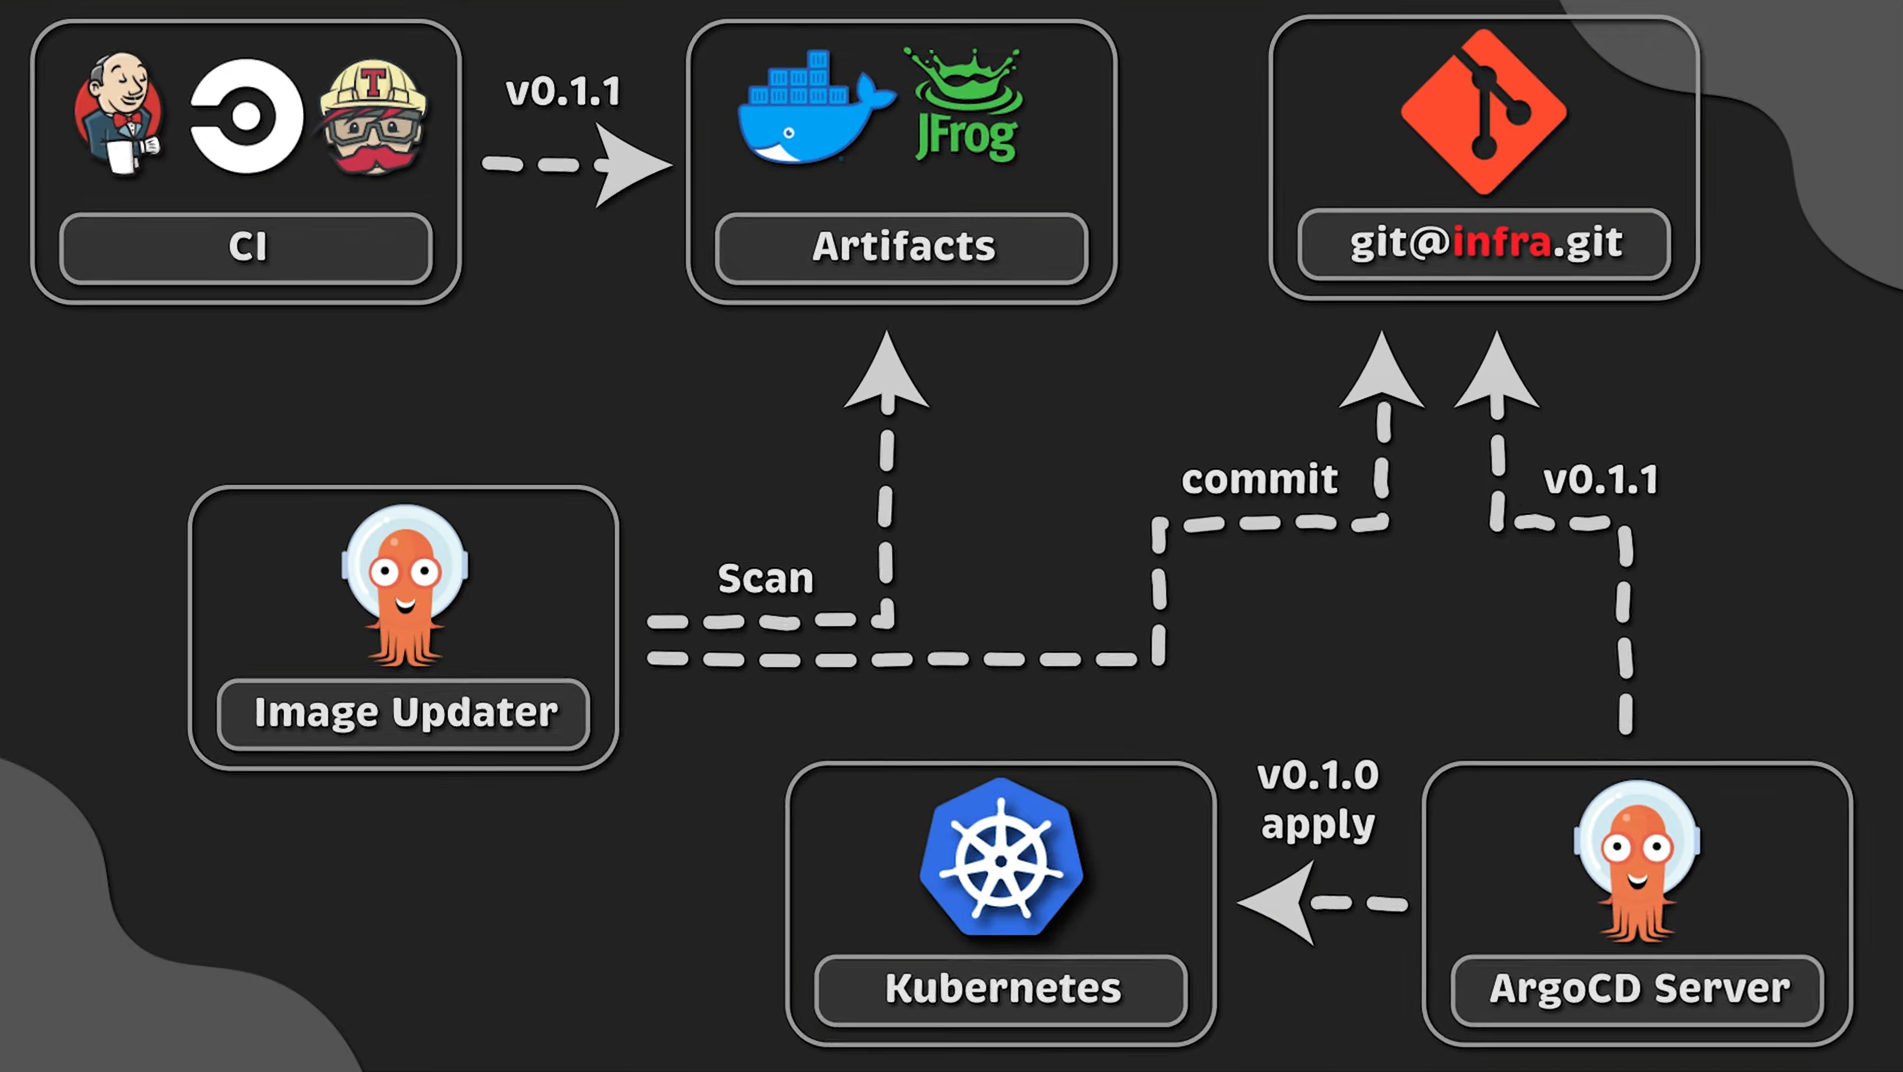 v0.1.1
T
JFrog
CI
Artifacts
git@infra.git
commit
v0.1.1
Scan
Image Updater
v0.1.0
apply
Kubernetes
ArgoCD Server